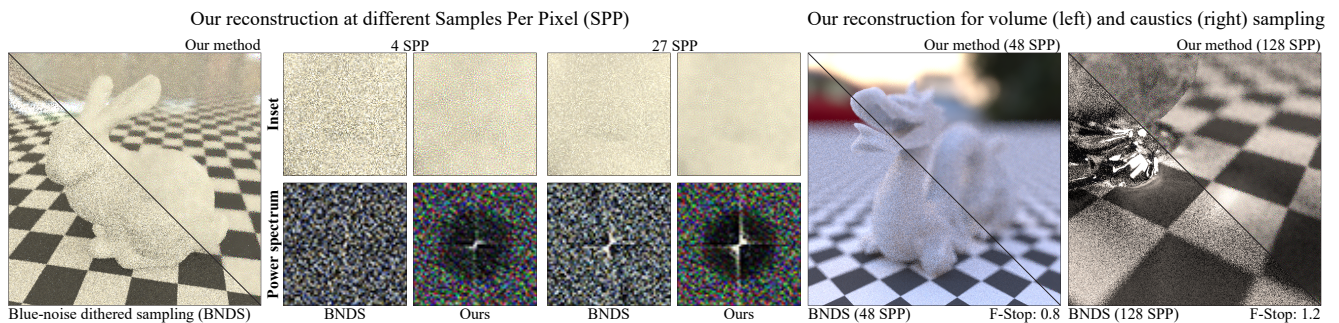 Our reconstruction at different Samples Per Pixel (SPP)
Our reconstruction for volume (left) and caustics (right) sampling
Our method
4 SPP
27 SPP
Our method (48 SPP)
Our method (128 SPP)
Inset
Power spectrum
Blue-noise dithered sampling (BNDS)
BNDS
Ours
BNDS
Ours
BNDS (48 SPP)
F-Stop: 0.8
BNDS (128 SPP)
F-Stop: 1.2